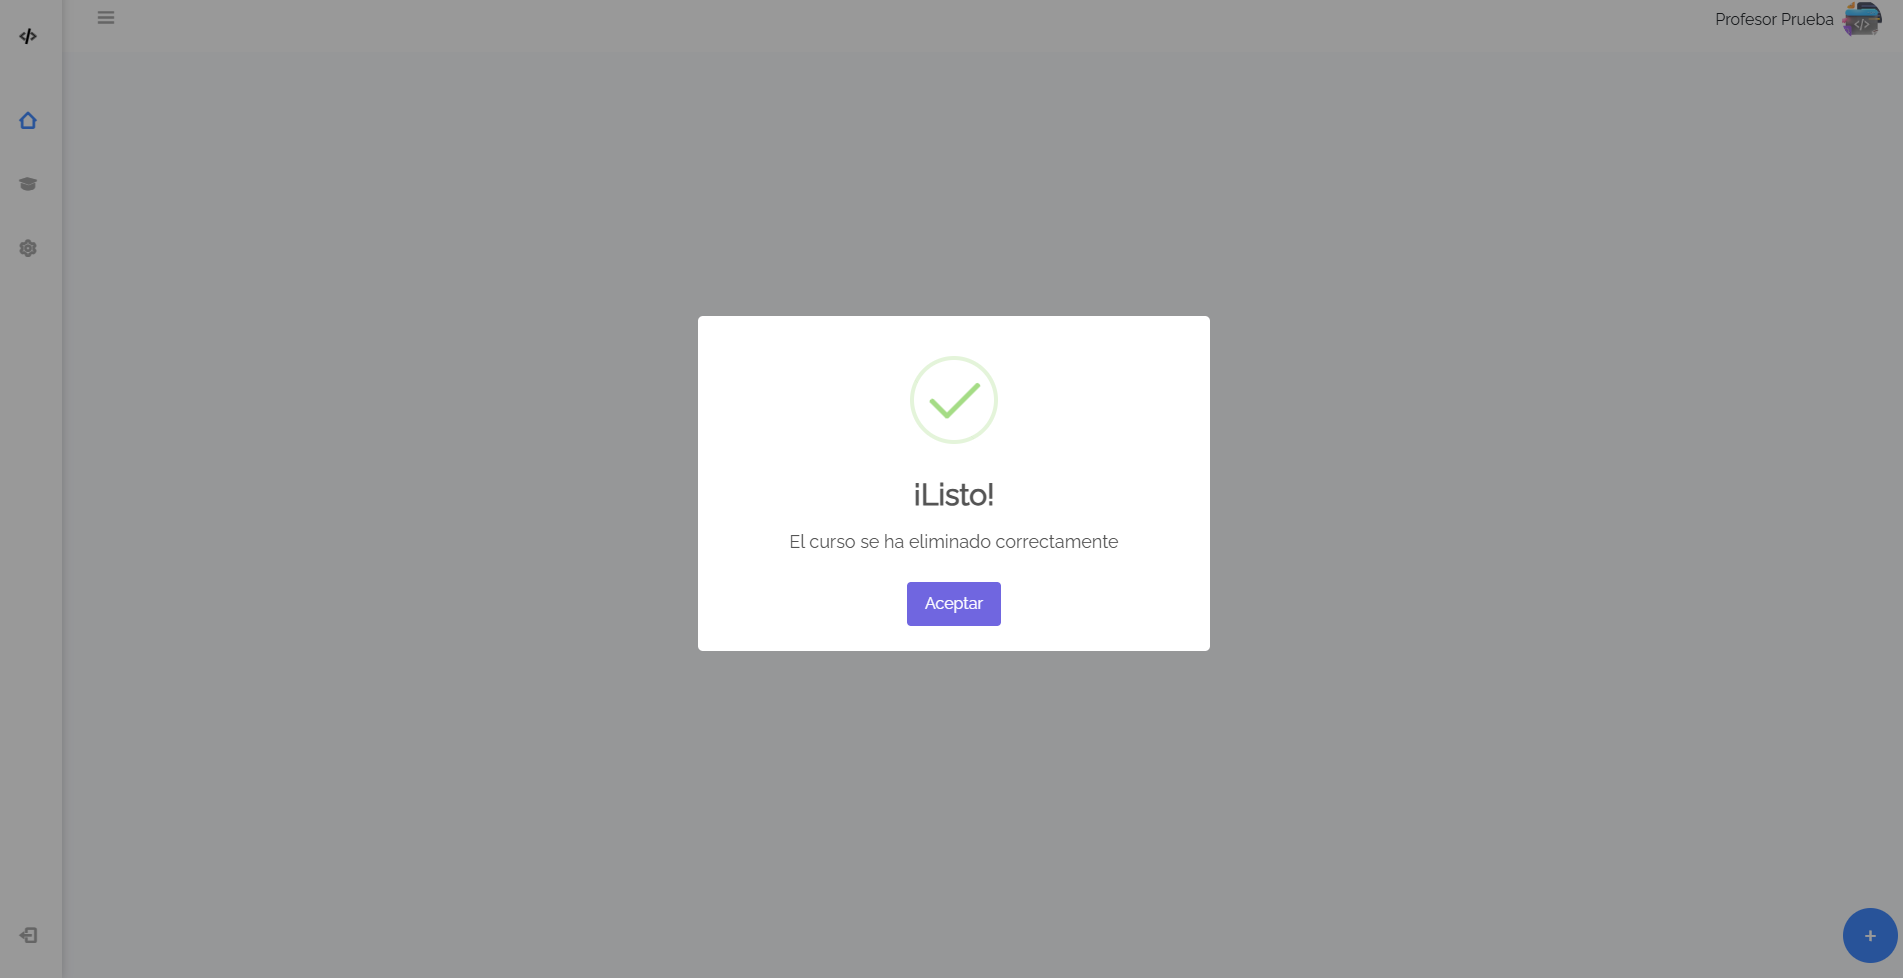 Profesor Prueba
¡Listo!
El curso se ha eliminado correctamente
Aceptar
+